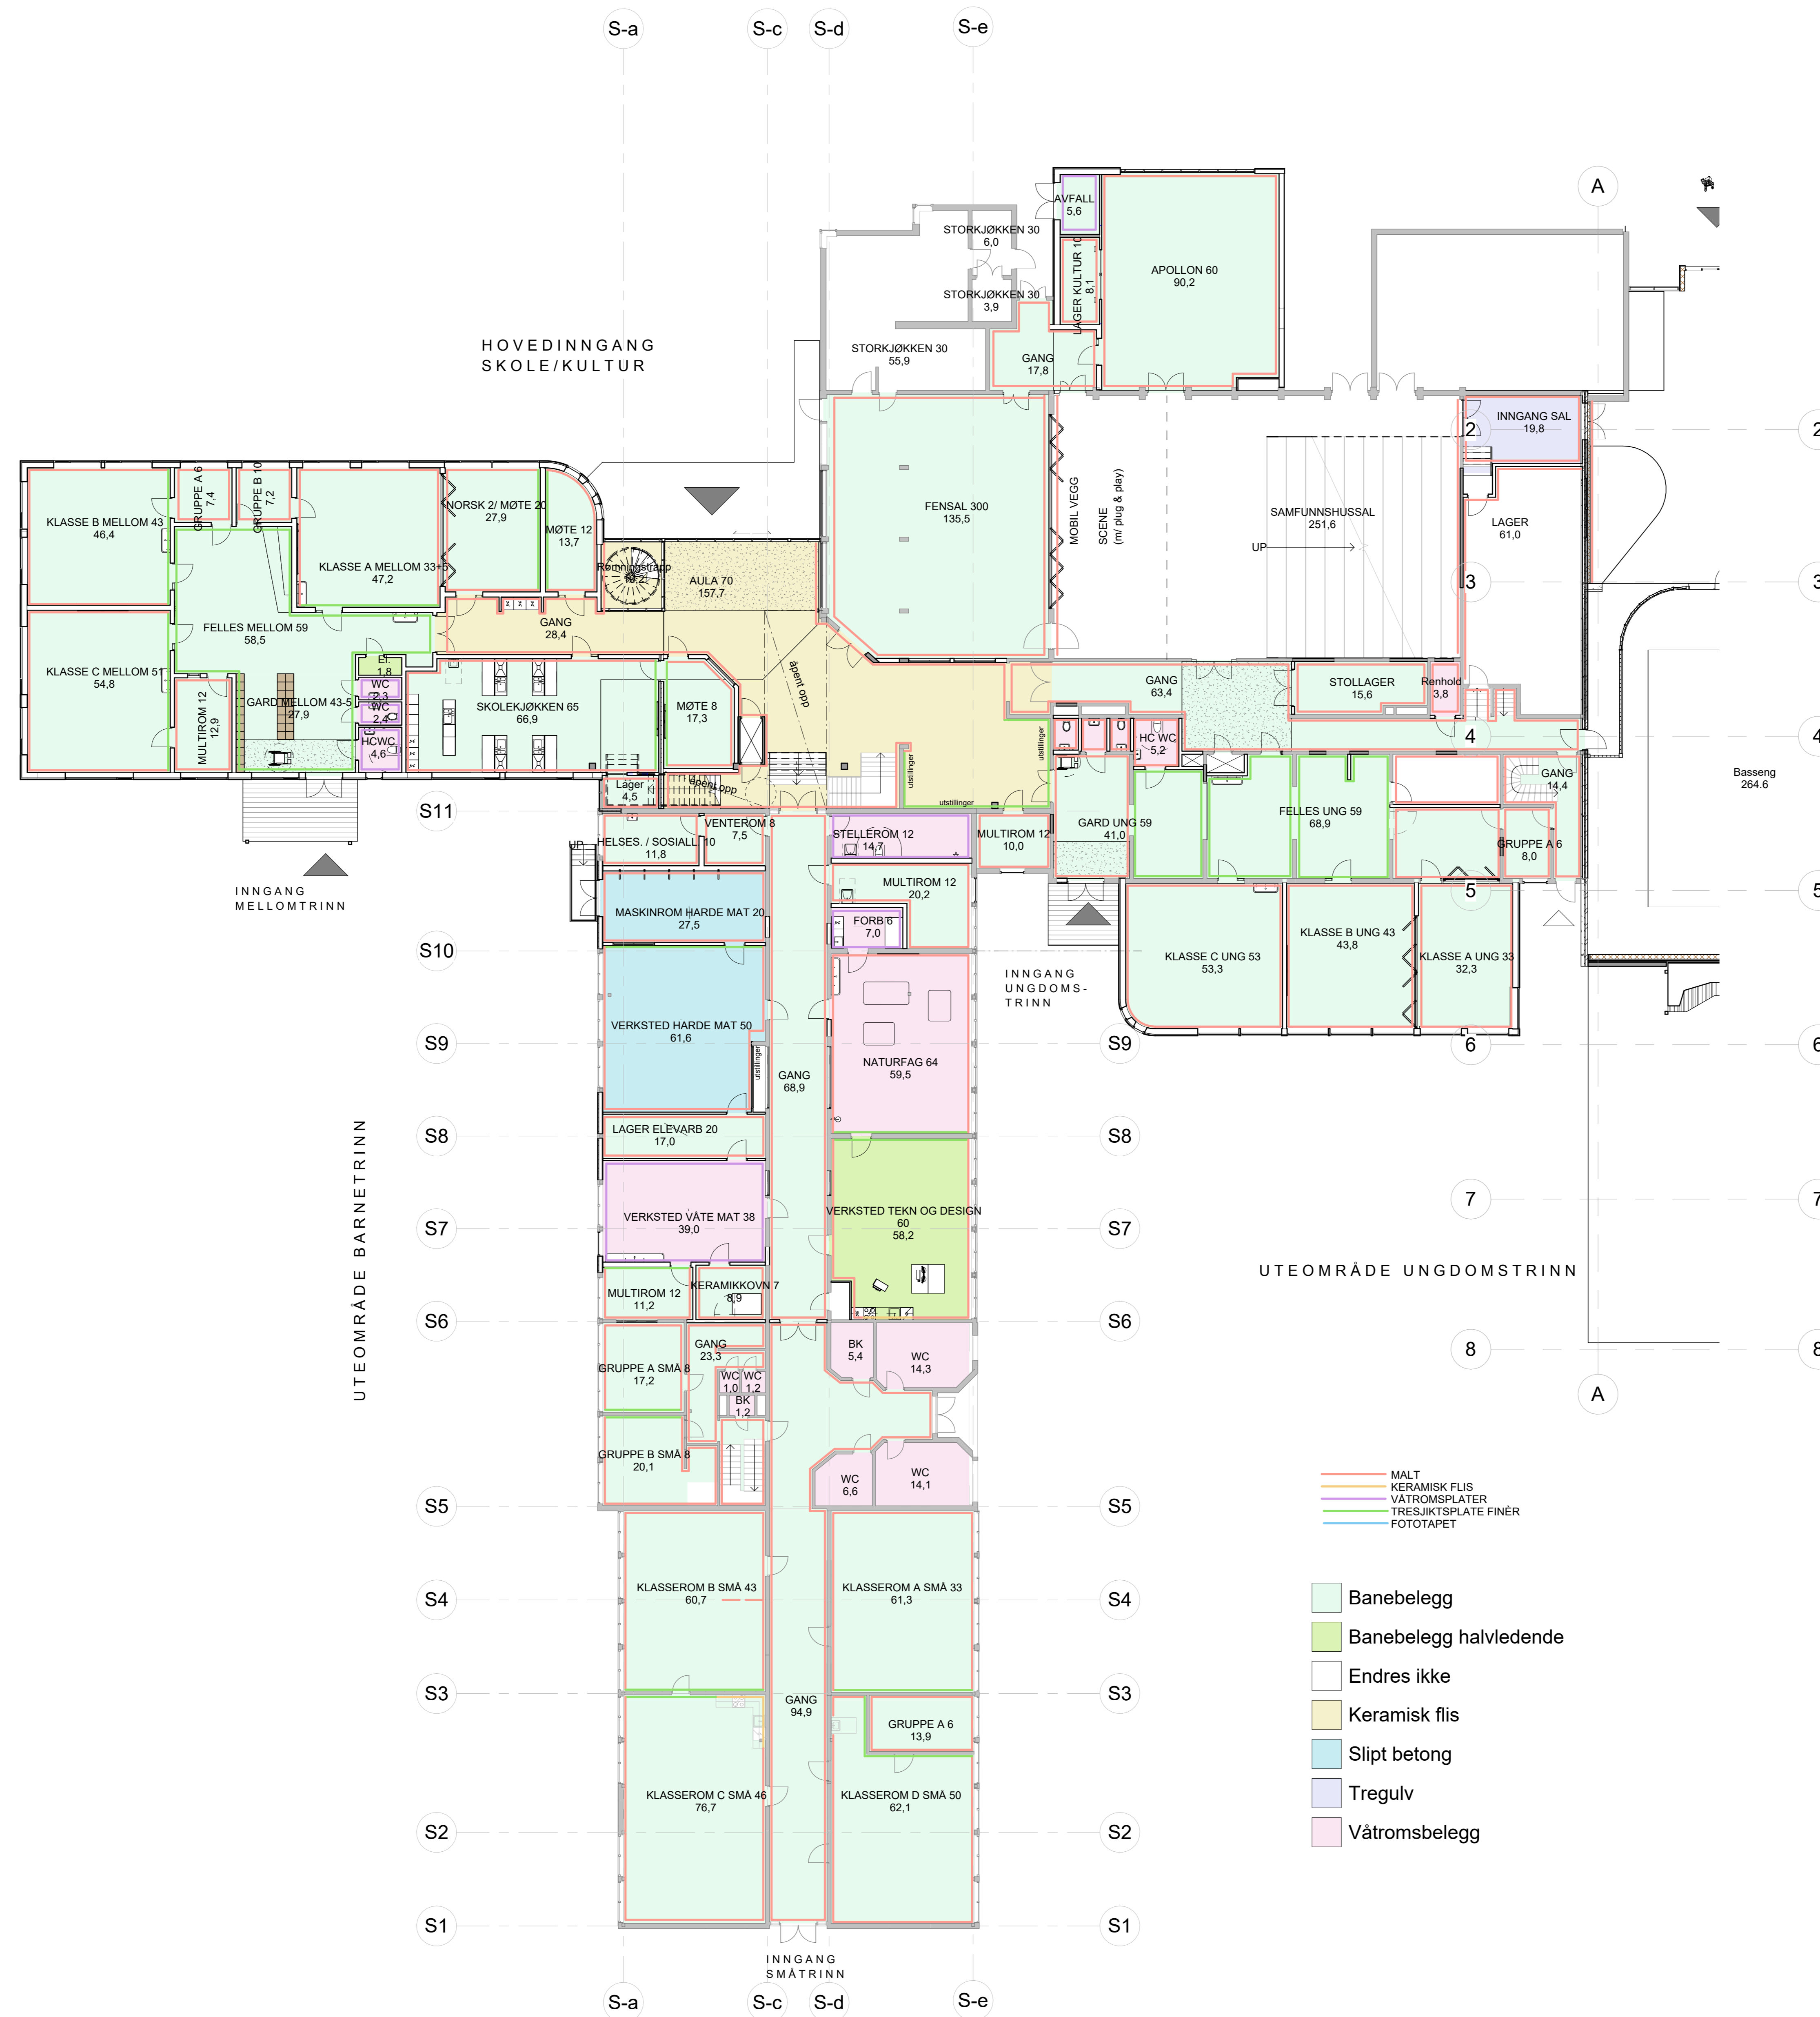 S-a
S-c
S-d
S-e
A
AVFALL
5,6
STORKJØKKEN 30
6,0
LAGER KULTUR 10
8,1
APOLLON 60
90,2
STORKJØKKEN 30
3,9
HOVEDINNGANG
SKOLE/KULTUR
STORKJØKKEN 30
55,9
GANG
17,8
INNGANG SAL
19,8
2
2
KLASSE B MELLOM 43
46,4
GRUPPE A 6
7,4
GRUPPE B 10
7,2
KLASSE A MELLOM 33+5
47,2
NORSK 2/ MØTE 20
27,9
MØTE 12
13,7
FENSAL 300
135,5
MOBIL VEGG
SCENE
(m/ plug & play)
SAMFUNNSHUSSAL
251,6
UP
LAGER
61,0
Rømningstrapp
AULA 70
157,7
3
3
GANG
28,4
FELLES MELLOM 59
58,5
KLASSE C MELLOM 51
54,8
MULTIROM 12
12,9
GARD MELLOM 43-5
27,9
El.
1,8
WC
2,3
WC
2,4
HCWC
4,6
SKOLEKJØKKEN 65
66,9
MØTE 8
17,3
åpent opp
GANG
63,4
STOLLAGER
15,6
Renhold
3,8
HC WC
5,2
4
4
utstillinger
utstillinger
utstillinger
Lager
4,5
åpent opp
Basseng
264.6
GANG
14,4
S11
VENTEROM 8
7,5
HELSES. / SOSIALL. 10
11,8
STELLEROM 12
14,7
MULTIROM 12
10,0
GARD UNG 59
41,0
FELLES UNG 59
68,9
GRUPPE A 6
8,0
UP
INNGANG
MELLOMTRINN
MULTIROM 12
20,2
5
5
MASKINROM HARDE MAT 20
27,5
FORB 6
7,0
S10
INNGANG
UNGDOMS-
TRINN
KLASSE C UNG 53
53,3
KLASSE B UNG 43
43,8
KLASSE A UNG 33
32,3
VERKSTED HARDE MAT 50
61,6
S9
S9
utstillinger
GANG
68,9
NATURFAG 64
59,5
6
6
LAGER ELEVARB 20
17,0
S8
S8
UTEOMRÅDE BARNETRINN
VERKSTED VÅTE MAT 38
39,0
VERKSTED TEKN OG DESIGN
60
58,2
S7
S7
7
7
UTEOMRÅDE UNGDOMSTRINN
MULTIROM 12
11,2
KERAMIKKOVN 7
8,9
S6
S6
8
8
GRUPPE A SMÅ 8
17,2
GANG
23,3
BK
5,4
WC
14,3
WC
1,0
WC
1,2
BK
1,2
A
GRUPPE B SMÅ 8
20,1
WC
6,6
WC
14,1
S5
S5
MALT
KERAMISK FLIS
VÅTROMSPLATER
TRESJIKTSPLATE FINÈR
FOTOTAPET
KLASSEROM B SMÅ 43
60,7
KLASSEROM A SMÅ 33
61,3
S4
S4
Banebelegg
Banebelegg halvledende
Endres ikke
Keramisk flis
Slipt betong
Tregulv
Våtromsbelegg
S3
S3
GANG
94,9
GRUPPE A 6
13,9
KLASSEROM C SMÅ 46
76,7
KLASSEROM D SMÅ 50
62,1
S2
S2
S1
S1
INNGANG
SMÅTRINN
S-a
S-c
S-d
S-e